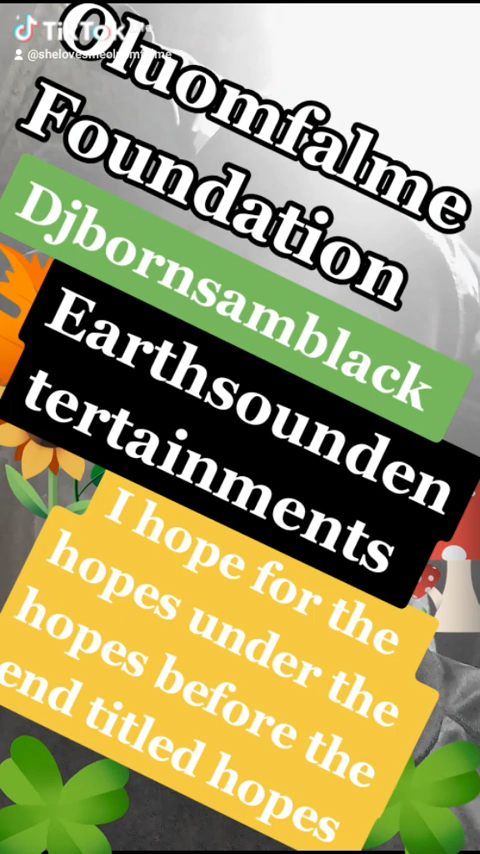 TikTok
Oluomfalme
Foundation
Djbornsamblack
Earthsounden
tertainments
I hope for the
hopes under the
hopes before the
end titled hopes